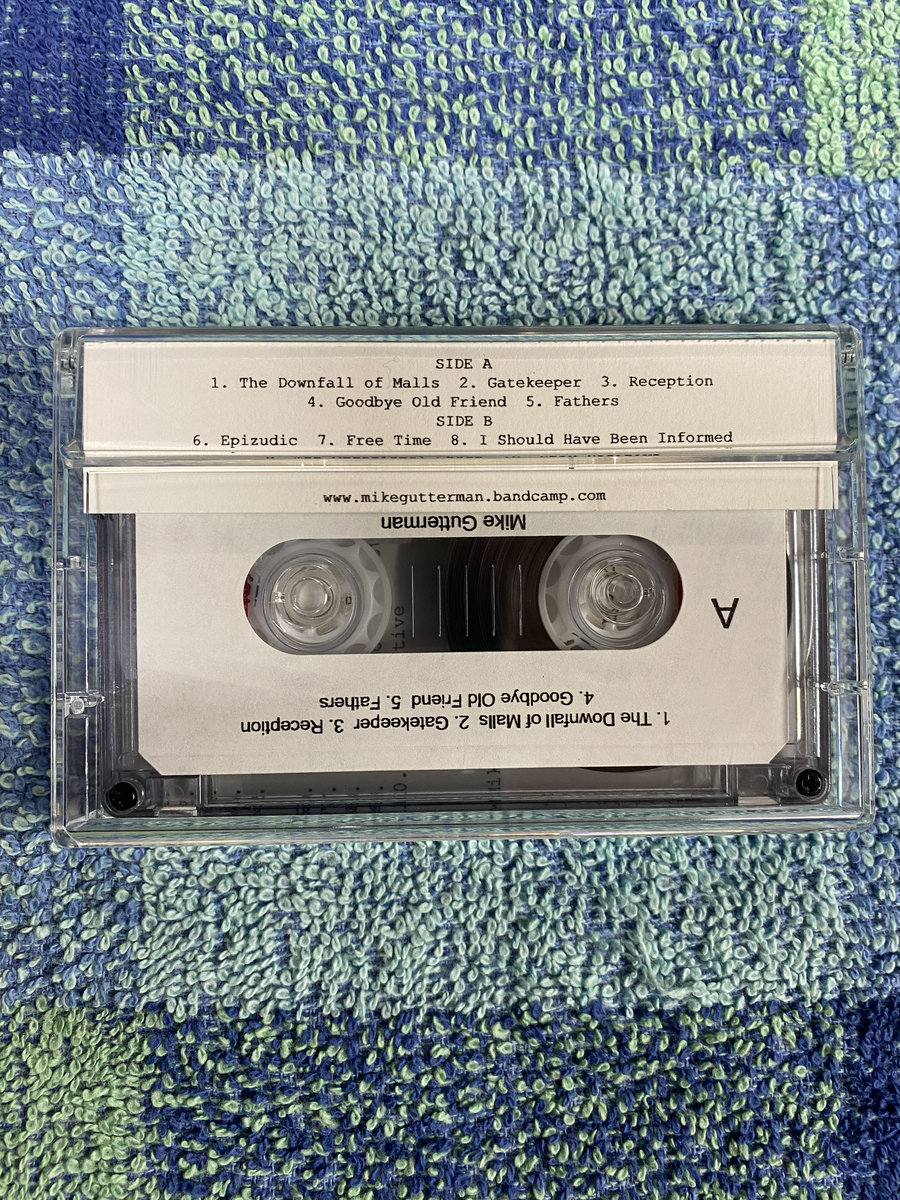 SIDE A
1. The Downfall of Malls 2. Gatekeeper 3. Reception
4. Goodbye Old Friend 5. Fathers
SIDE B
6. Epizudic 7. Free Time 8. I Should Have Been Informed
www.mikegutterman.bandcamp.com
Mike Gutterman
A
tive
1. The Downfall of Malls 2. Gatekeeper 3. Reception
4. Goodbye Old Friend 5. Fathers